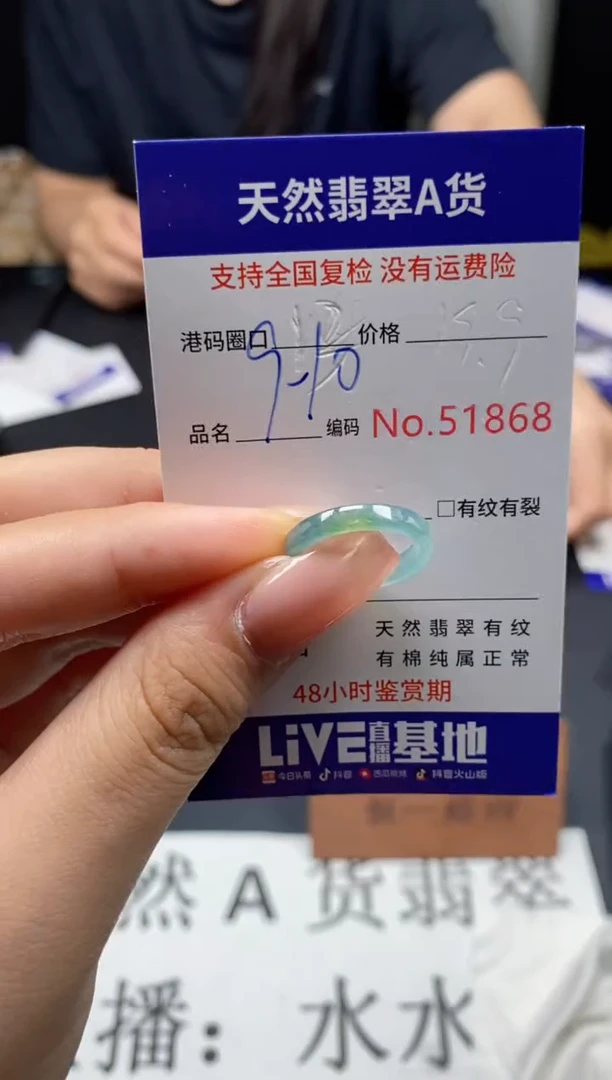 天然翡翠A货
支持全国复检 没有运费险
港码圈口 9-10 价格
品名 编码 No.51868
□有纹有裂
天然翡翠有纹
有棉纯属正常
48小时鉴赏期
LiVE直播基地
今日头条 抖音 西瓜视频 抖音火山版
然A货翡翠
播：水水